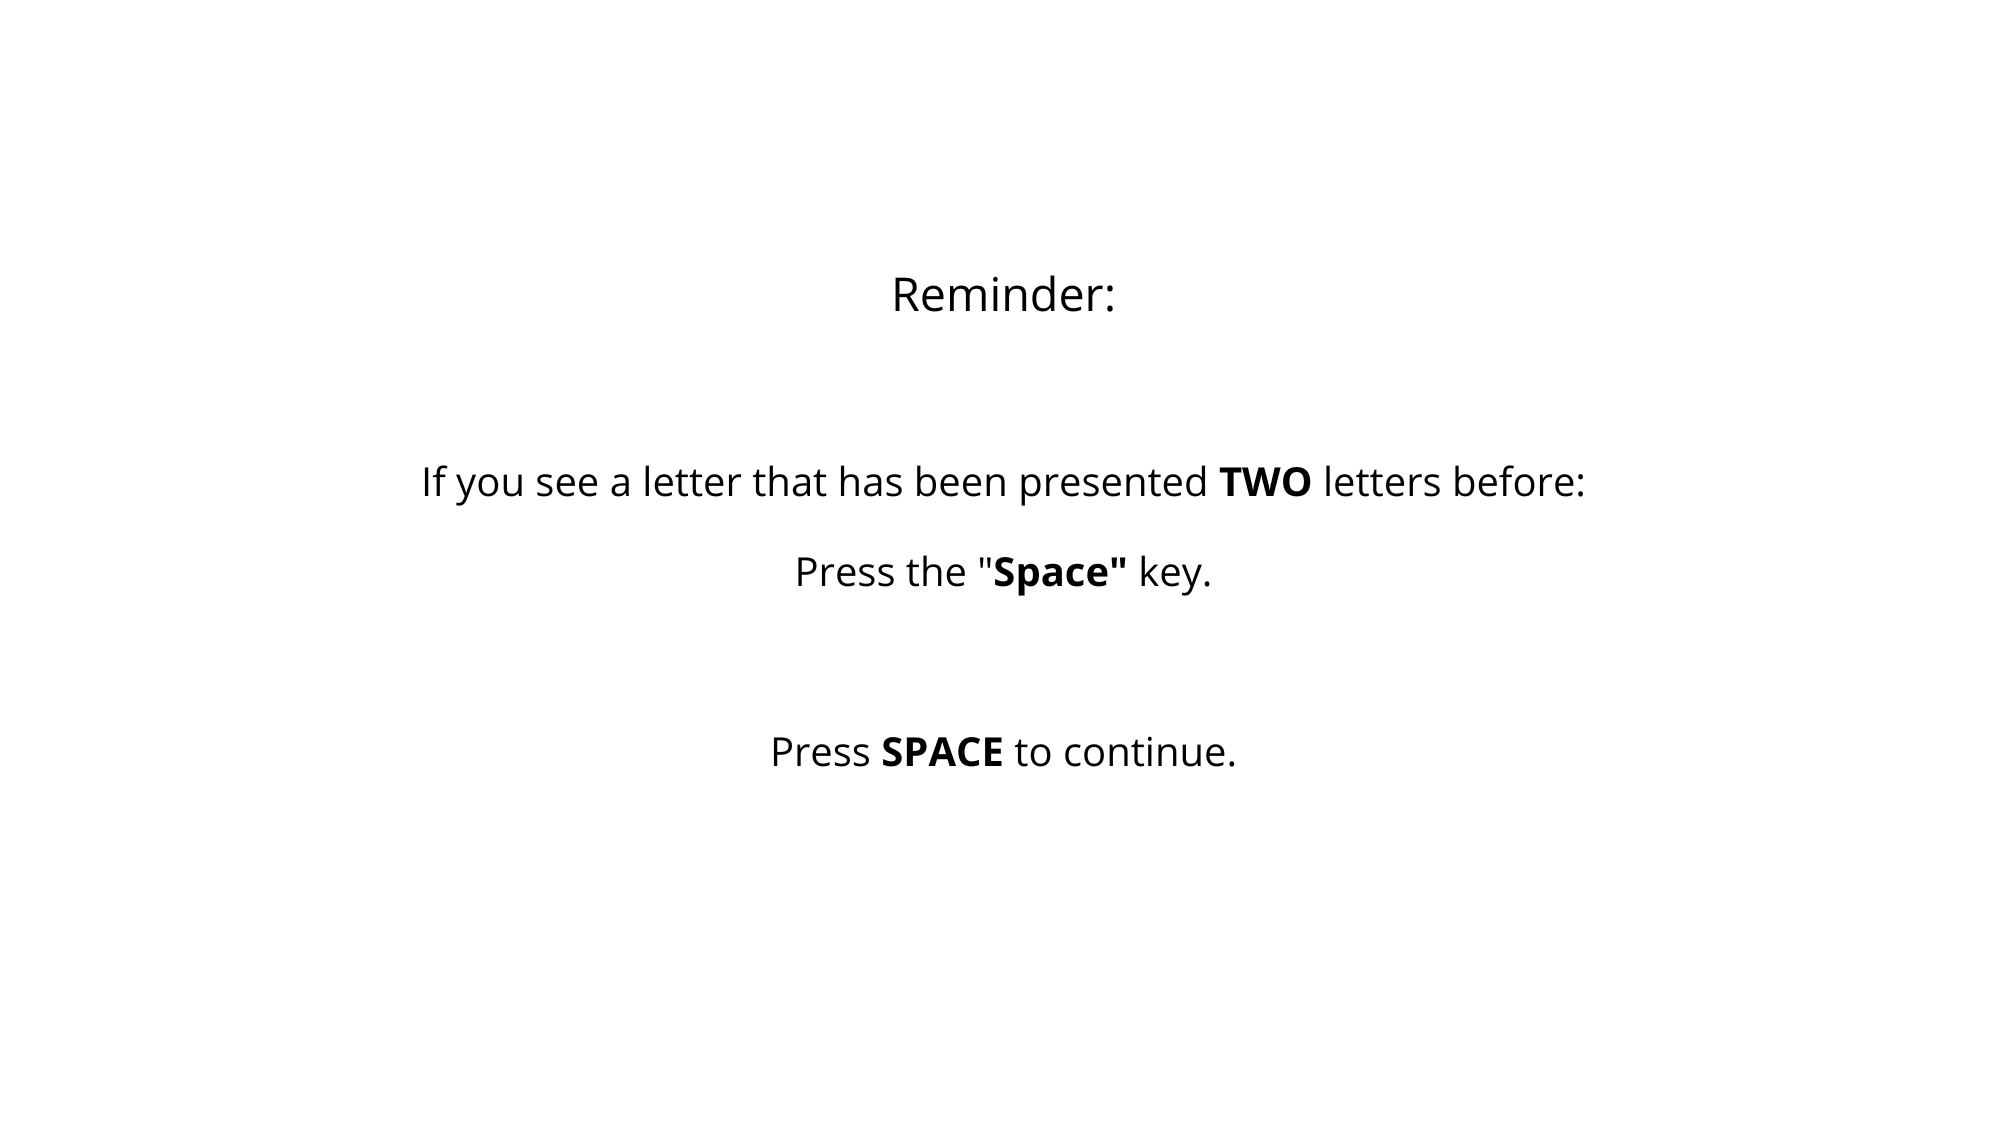 Reminder:
If you see a letter that has been presented TWO letters before:
Press the "Space" key.
Press SPACE to continue.